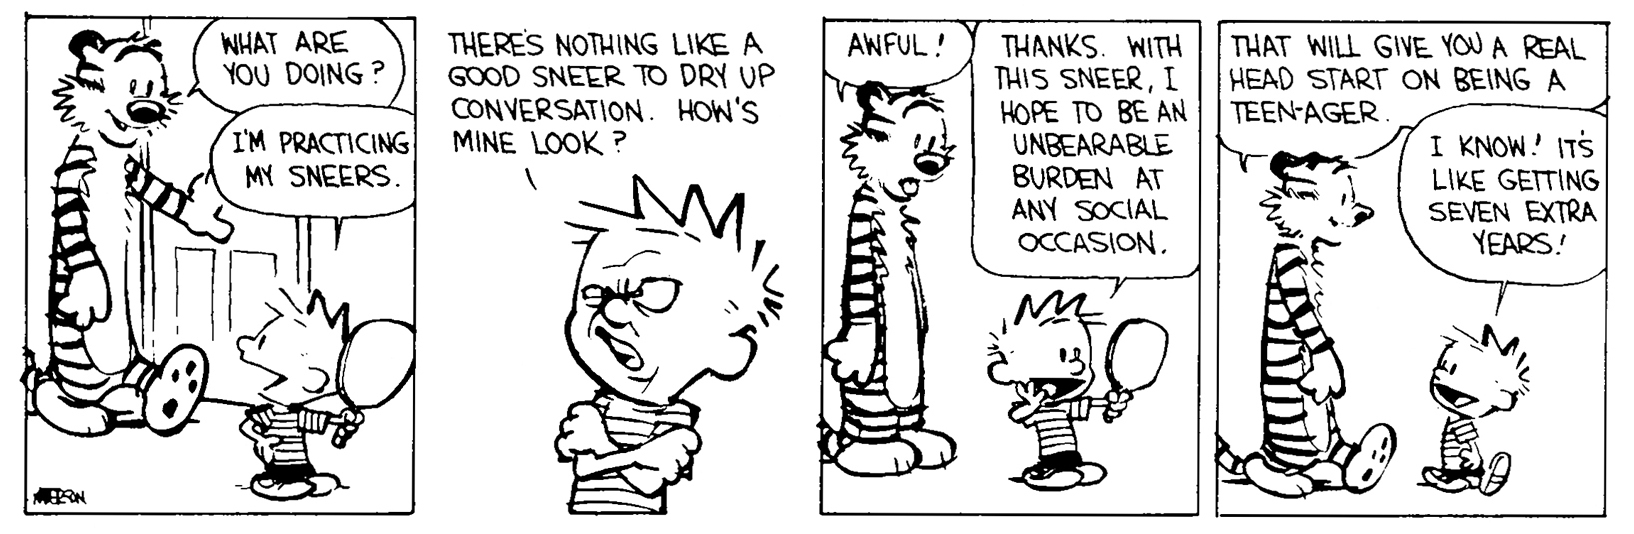 WHAT ARE
YOU DOING?
I'M PRACTICING
MY SNEERS.
THERE'S NOTHING LIKE A
GOOD SNEER TO DRY UP
CONVERSATION. HOW'S
MINE LOOK?
AWFUL!
THANKS. WITH
THIS SNEER, I
HOPE TO BE AN
UNBEARABLE
BURDEN AT
ANY SOCIAL
OCCASION.
THAT WILL GIVE YOU A REAL
HEAD START ON BEING A
TEEN-AGER.
I KNOW! IT'S
LIKE GETTING
SEVEN EXTRA
YEARS!